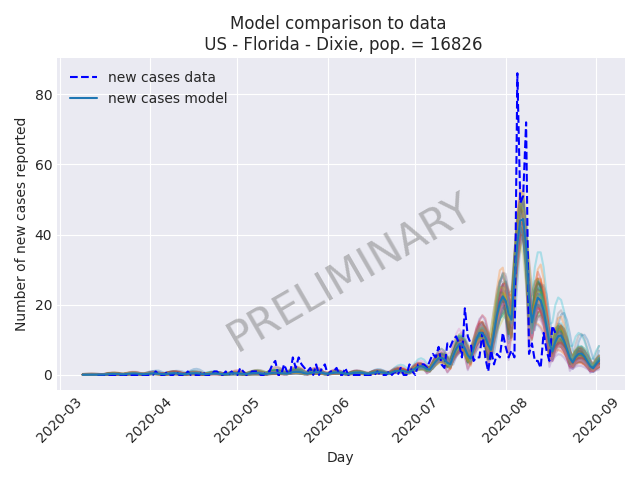 Model comparison to data
US - Florida - Dixie, pop. = 16826
new cases data
new cases model
Number of new cases reported
80
60
40
20
0
PRELIMINARY
2020-03
2020-04
2020-05
2020-06
2020-07
2020-08
2020-09
Day